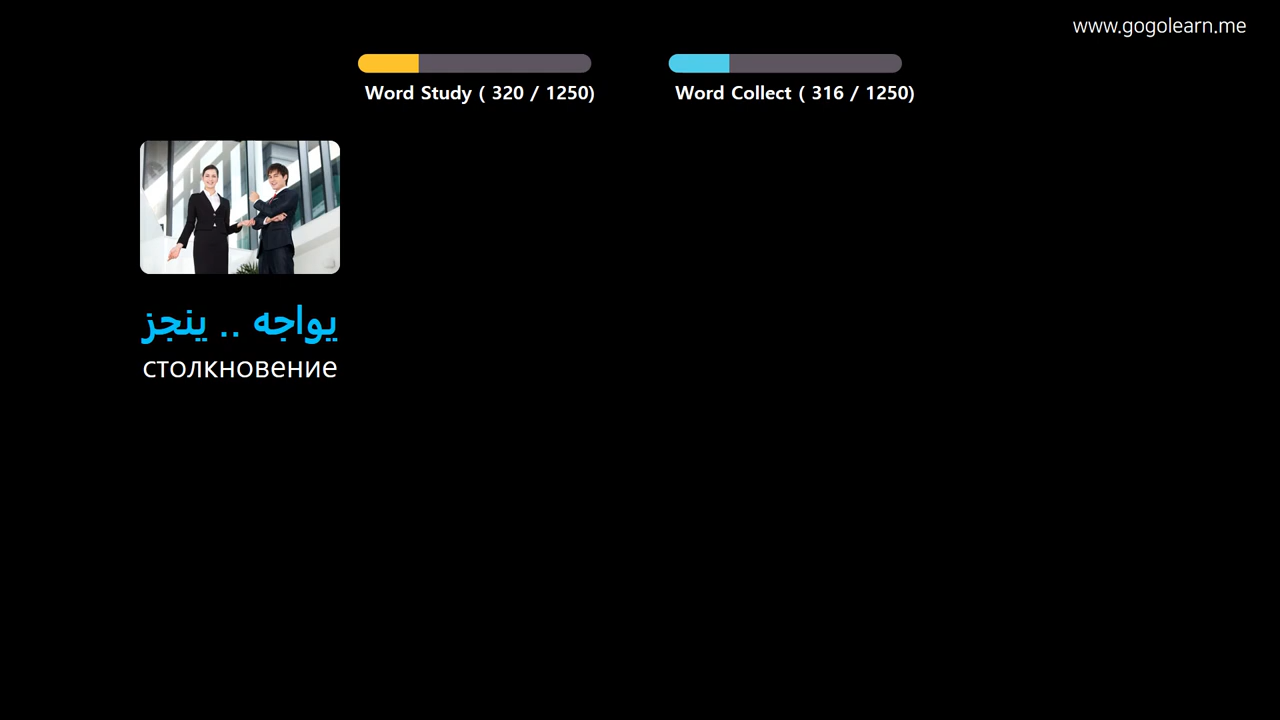 www.gogolearn.me
Word Study ( 320 / 1250)
Word Collect ( 316 / 1250)
يواجه .. ينجز
столкновение